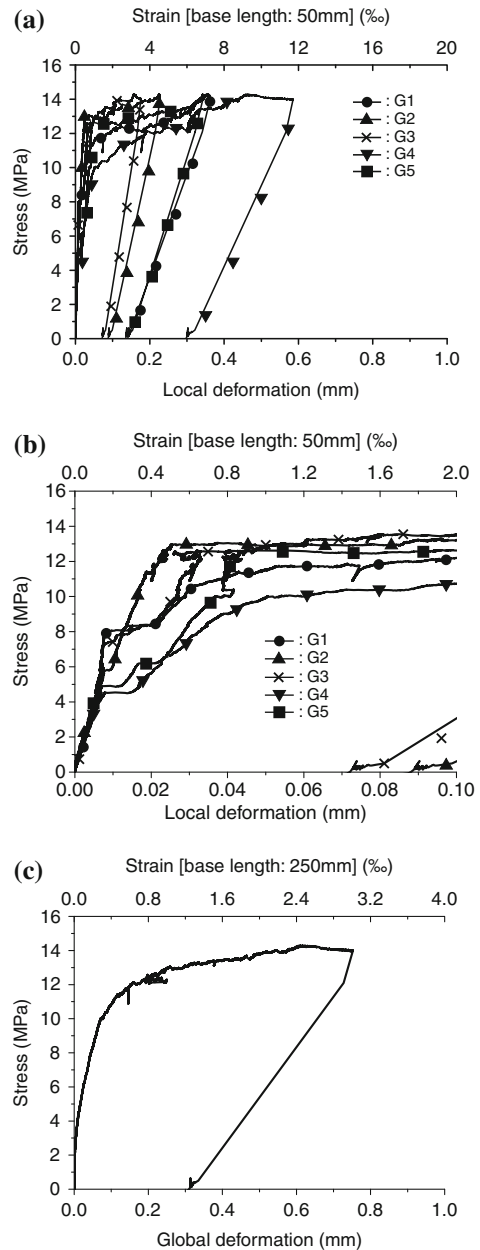 (a)
Strain [base length: 50mm] (‰)
0 4 8 12 16 20
Stress (MPa)
16
14
12
10
8
6
4
2
0
: G1
: G2
: G3
: G4
: G5
0.0 0.2 0.4 0.6 0.8 1.0
Local deformation (mm)
(b)
Strain [base length: 50mm] (‰)
0.0 0.4 0.8 1.2 1.6 2.0
Stress (MPa)
16
14
12
10
8
6
4
2
0
: G1
: G2
: G3
: G4
: G5
0.00 0.02 0.04 0.06 0.08 0.10
Local deformation (mm)
(c)
Strain [base length: 250mm] (‰)
0.0 0.6 1.2 1.8 2.4 3.0 4.0
Stress (MPa)
16
14
12
10
8
6
4
2
0
0.0 0.2 0.4 0.6 0.8 1.0
Global deformation (mm)